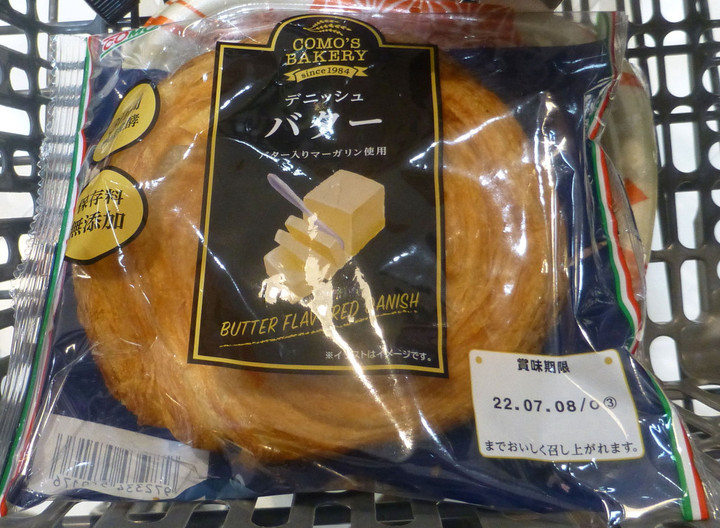 COMO'S
BAKERY
since1984
デニッシュ
バター
バター入りマーガリン使用
酵
保存料
無添加
BUTTER FLAVORED DANISH
※イラストはイメージです。
賞味期限
22.07.08/C③
までおいしく召し上がれます。